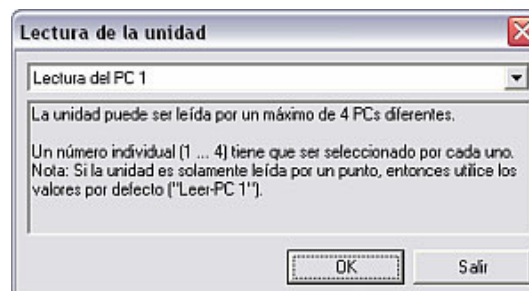 Lectura de la unidad
Lectura del PC 1
La unidad puede ser leída por un máximo de 4 PCs diferentes.
Un número individual (1 ... 4) tiene que ser seleccionado por cada uno.
Nota: Si la unidad es solamente leída por un punto, entonces utilice los
valores por defecto ("Leer-PC 1").
OK
Salir